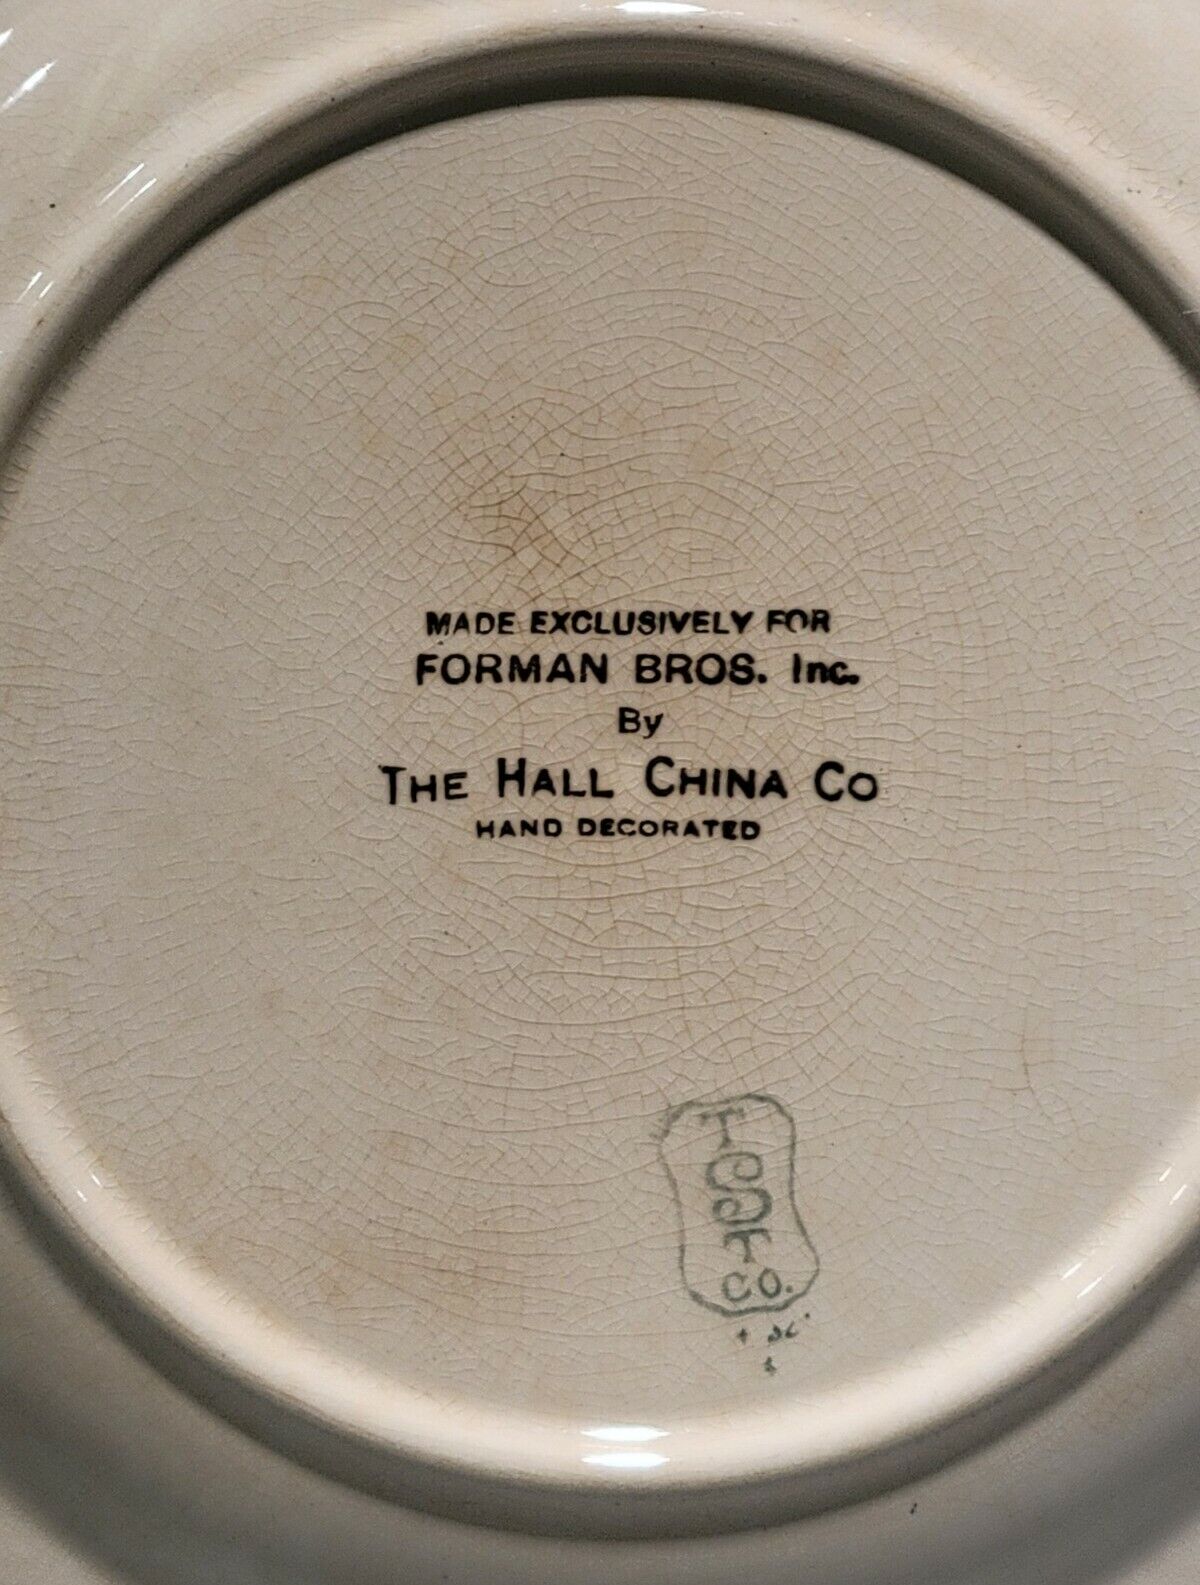 MADE EXCLUSIVELY FOR
FORMAN BROS. Inc.
By
THE HALL CHINA CO
HAND DECORATED
CO.